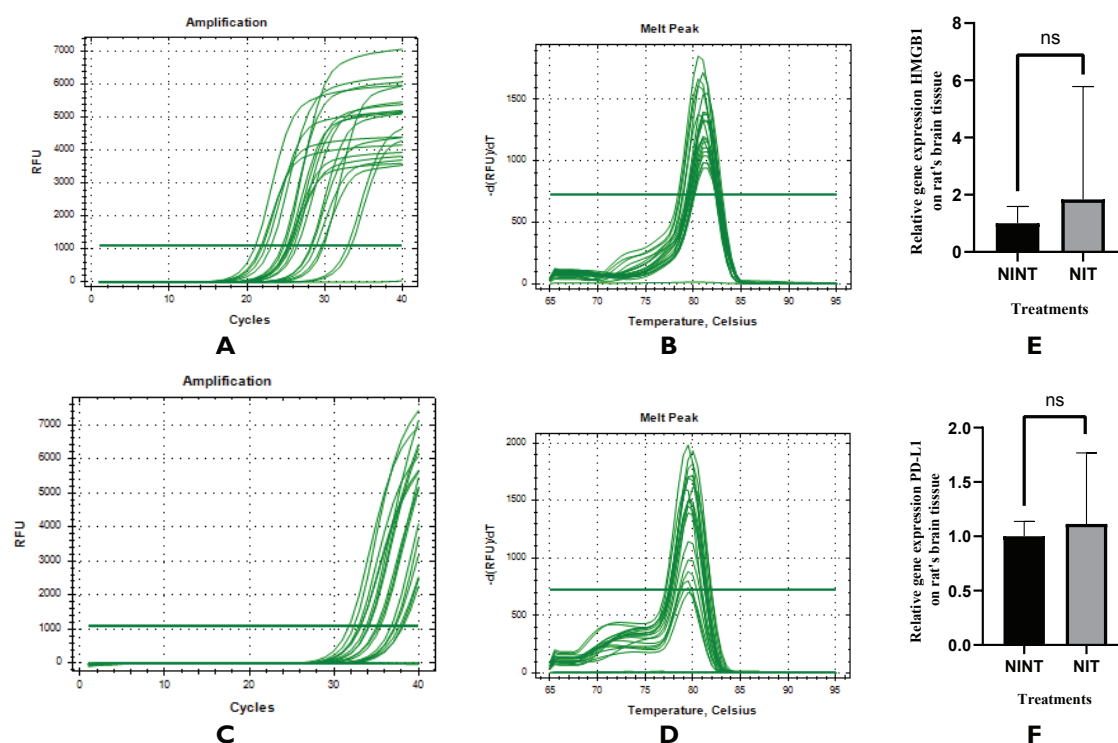 Amplification
7000
6000
5000
4000
3000
2000
1000
0
RFU
0 10 20 30 40
Cycles
A
Melt Peak
1500
1000
500
0
-d(RFU)/dT
65 70 75 80 85 90 95
Temperature, Celsius
B
8
6
4
2
0
Relative gene expression HMGB1
on rat's brain tisssue
ns
NINT NIT
Treatments
E
Amplification
7000
6000
5000
4000
3000
2000
1000
0
RFU
0 10 20 30 40
Cycles
C
Melt Peak
2000
1500
1000
500
0
-d(RFU)/dT
65 70 75 80 85 90 95
Temperature, Celsius
D
2.0
1.5
1.0
0.5
0.0
Relative gene expression PD-L1
on rat's brain tisssue
ns
NINT NIT
Treatments
F